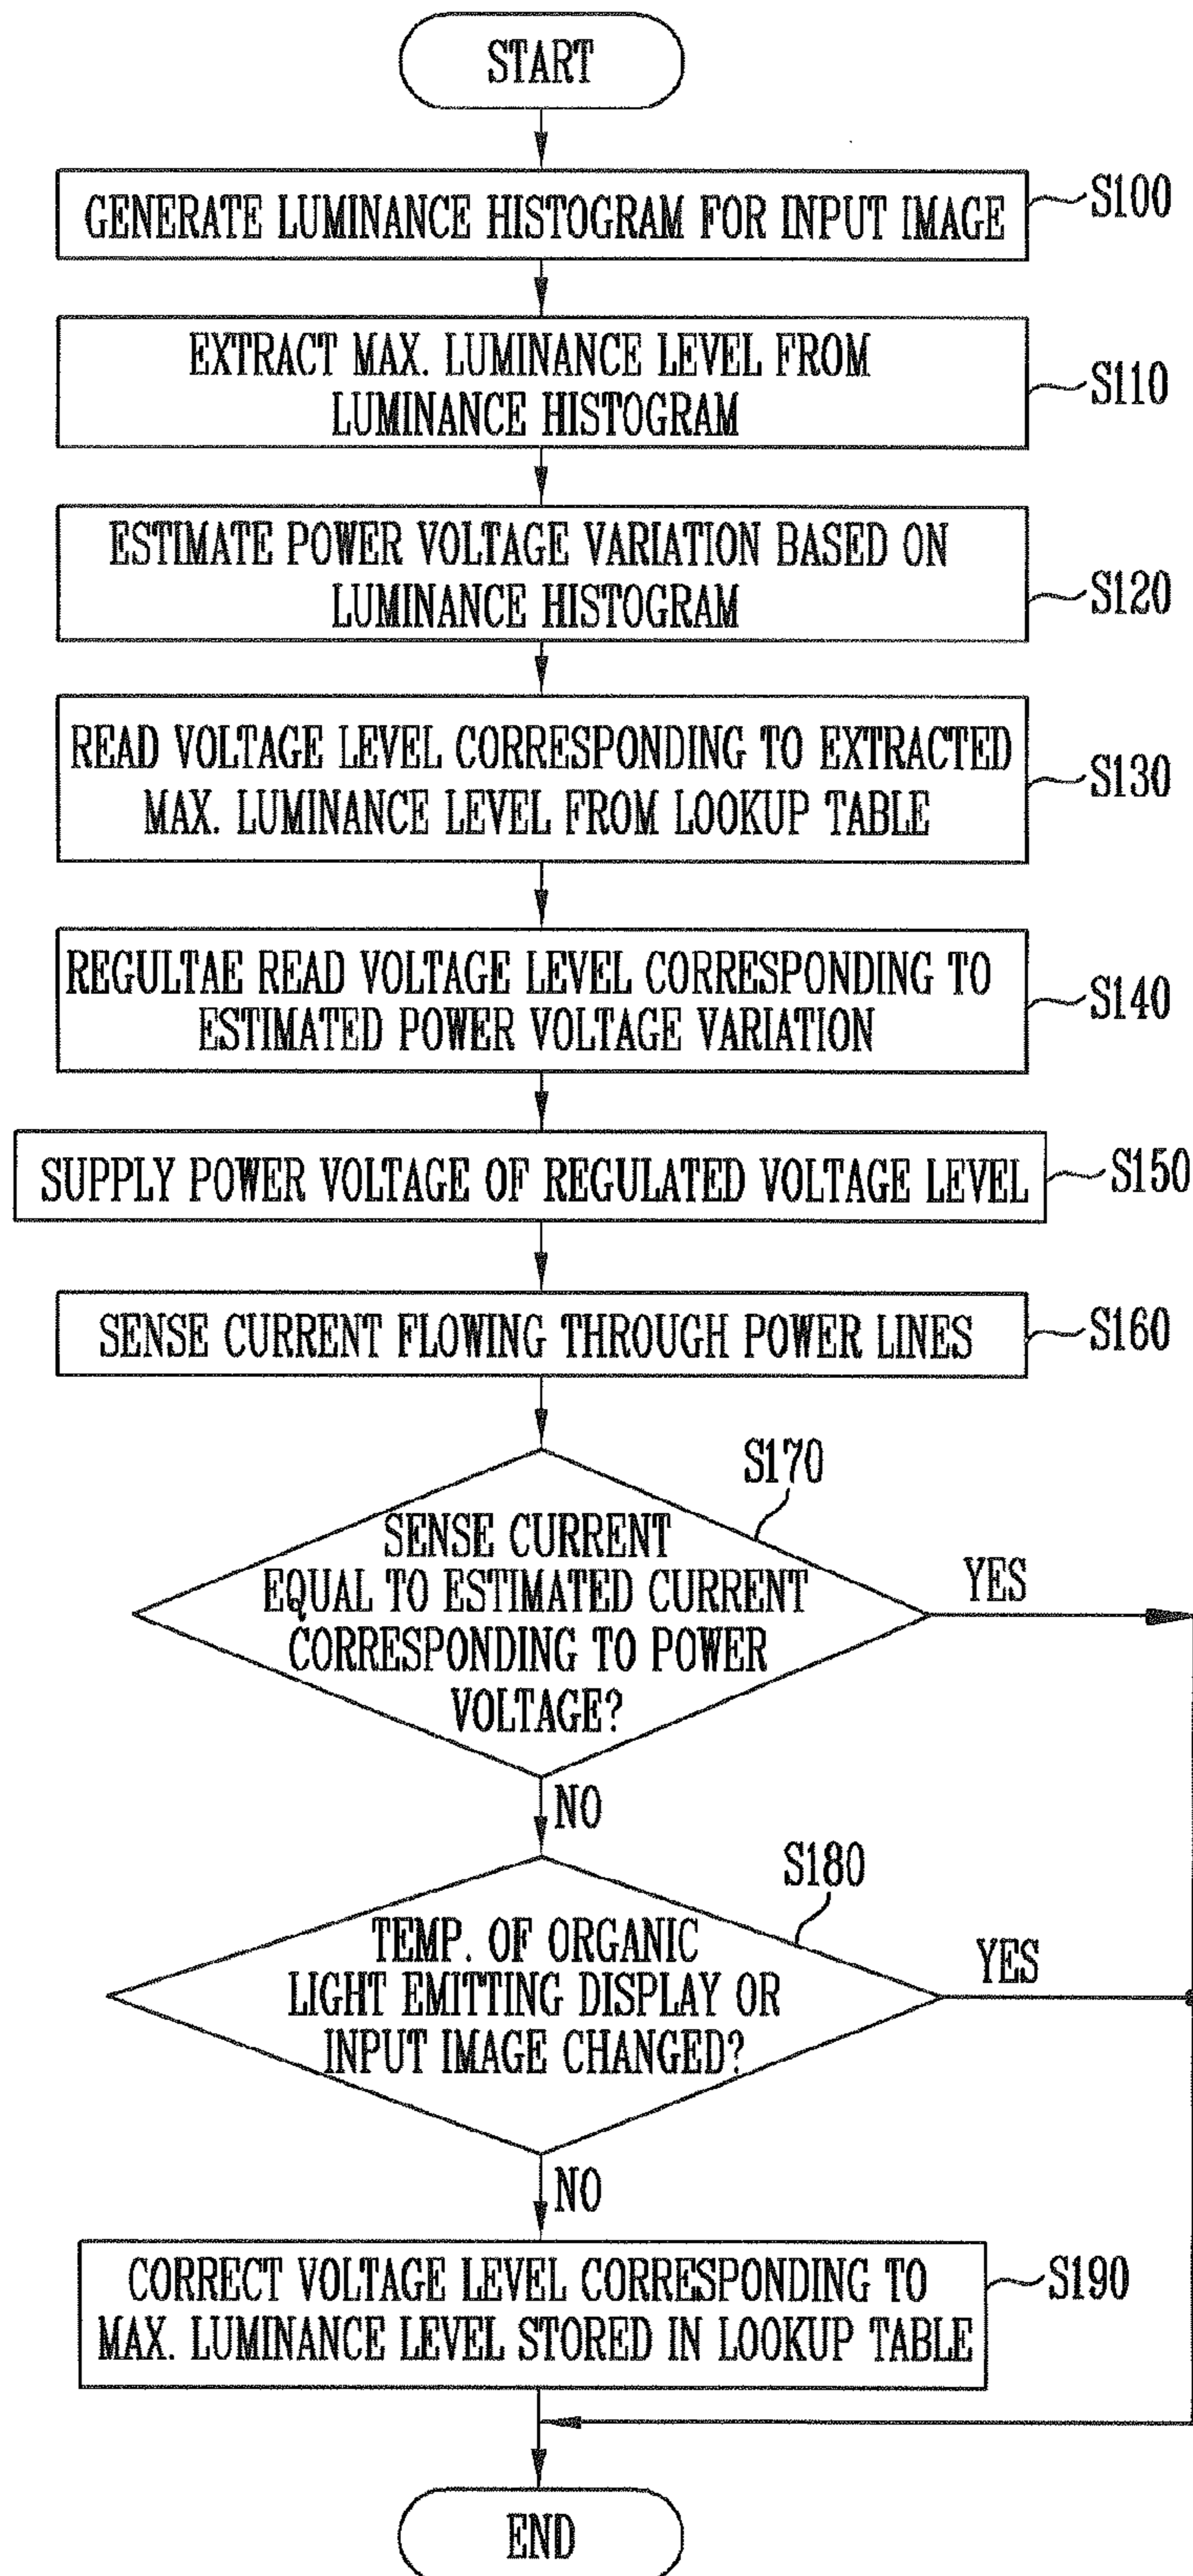 START
GENERATE LUMINANCE HISTOGRAM FOR INPUT IMAGE
S100
EXTRACT MAX. LUMINANCE LEVEL FROM
LUMINANCE HISTOGRAM
S110
ESTIMATE POWER VOLTAGE VARIATION BASED ON
LUMINANCE HISTOGRAM
S120
READ VOLTAGE LEVEL CORRESPONDING TO EXTRACTED
MAX. LUMINANCE LEVEL FROM LOOKUP TABLE
S130
REGULTAE READ VOLTAGE LEVEL CORRESPONDING TO
ESTIMATED POWER VOLTAGE VARIATION
S140
SUPPLY POWER VOLTAGE OF REGULATED VOLTAGE LEVEL
S150
SENSE CURRENT FLOWING THROUGH POWER LINES
S160
S170
SENSE CURRENT
EQUAL TO ESTIMATED CURRENT
CORRESPONDING TO POWER
VOLTAGE?
YES
NO
S180
TEMP. OF ORGANIC
LIGHT EMITTING DISPLAY OR
INPUT IMAGE CHANGED?
YES
NO
CORRECT VOLTAGE LEVEL CORRESPONDING TO
MAX. LUMINANCE LEVEL STORED IN LOOKUP TABLE
S190
END